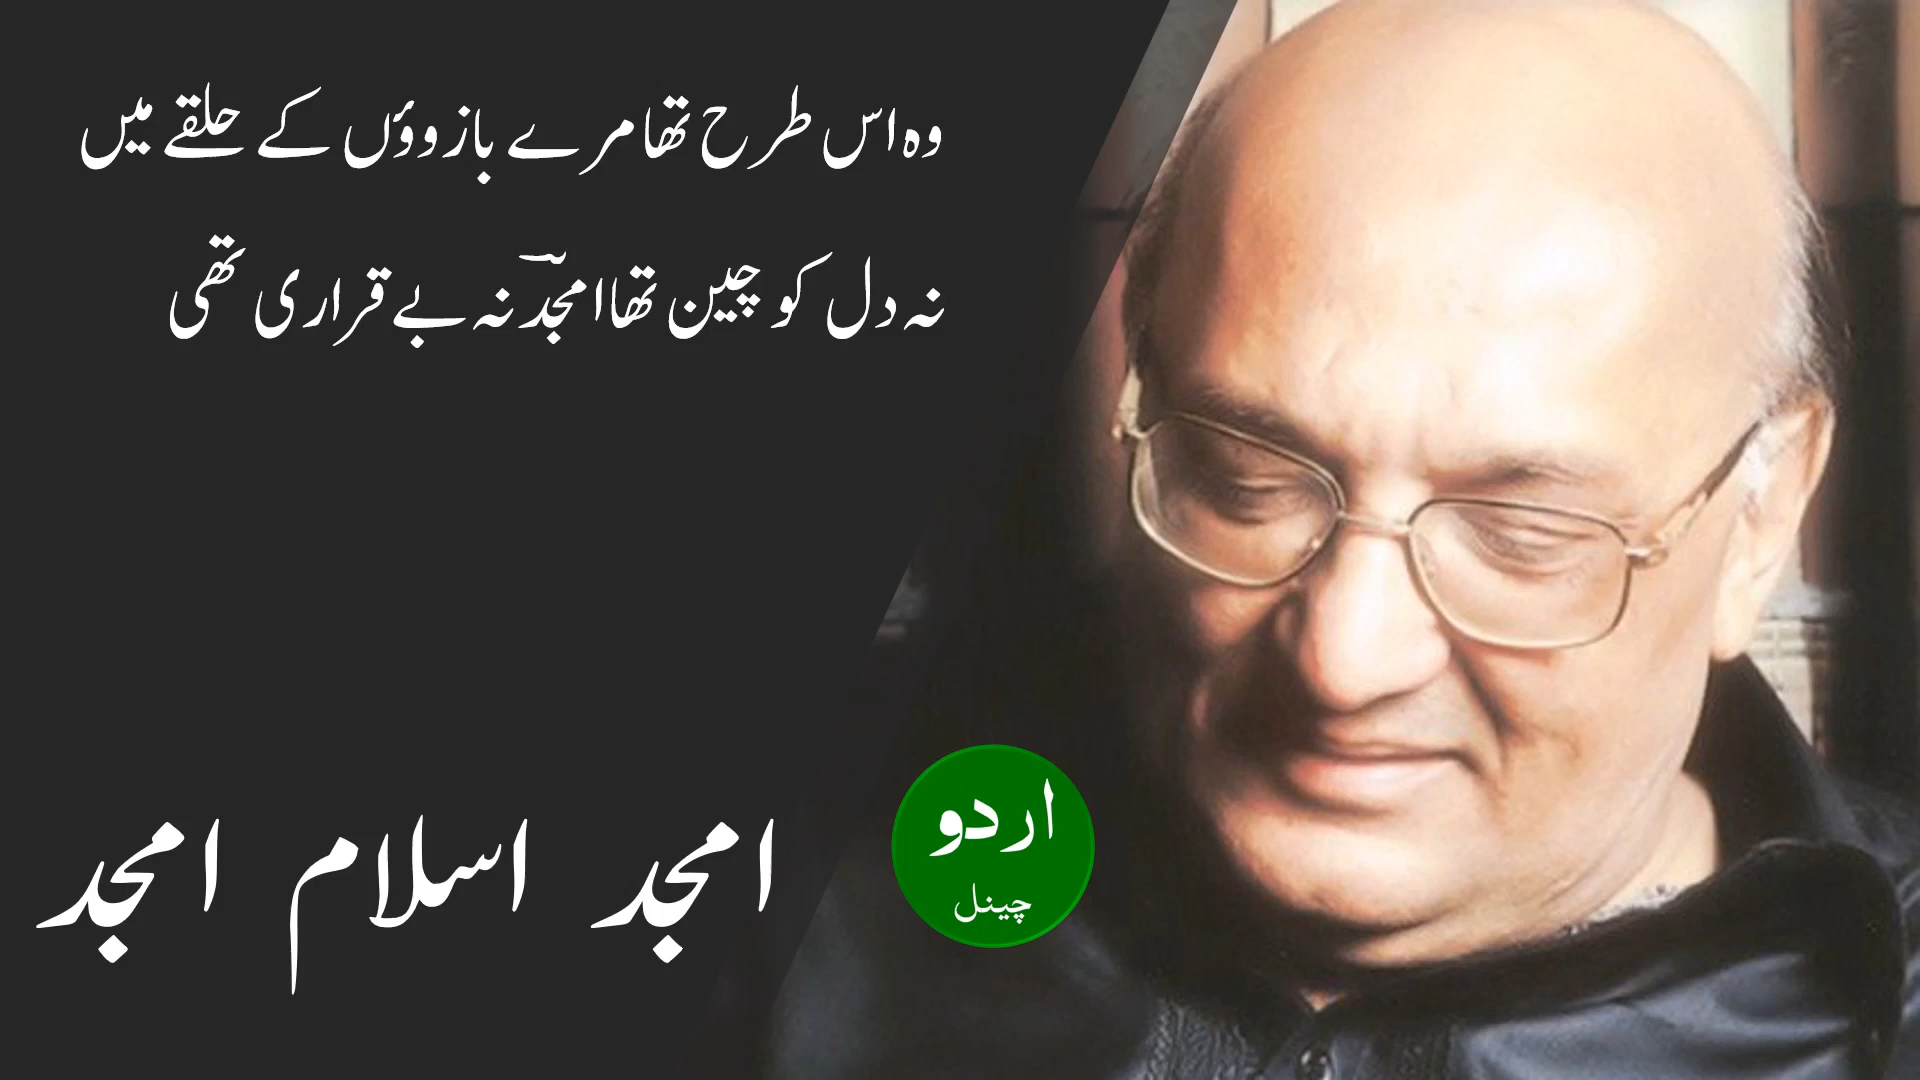 وہ اس طرح تھا مرے بازووؤں کے حلقے میں
نہ دل کو چین تھا امجدؔ نہ بے قراری تھی
امجد اسلام امجد
اردو
چینل